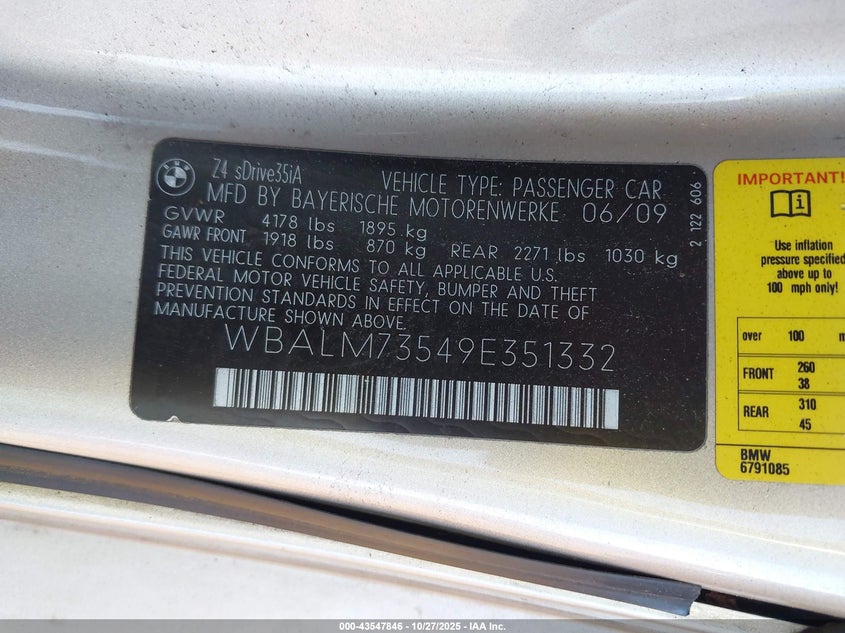 BMW
Z4 sDrive35iA
VEHICLE TYPE: PASSENGER CAR
MFD BY BAYERISCHE MOTORENWERKE 06/09
GVWR 4178 lbs 1895 kg
GAWR FRONT 1918 lbs 870 kg REAR 2271 lbs 1030 kg
THIS VEHICLE CONFORMS TO ALL APPLICABLE U.S.
FEDERAL MOTOR VEHICLE SAFETY, BUMPER AND THEFT
PREVENTION STANDARDS IN EFFECT ON THE DATE OF
MANUFACTURE SHOWN ABOVE.
WBALM73549E351332
2 122 606
IMPORTANT!
Use inflation
pressure specified
above up to
100 mph only!
over 100 m
FRONT 260
38
REAR 310
45
BMW
6791085
000-43547846 - 10/27/2025 - IAA Inc.